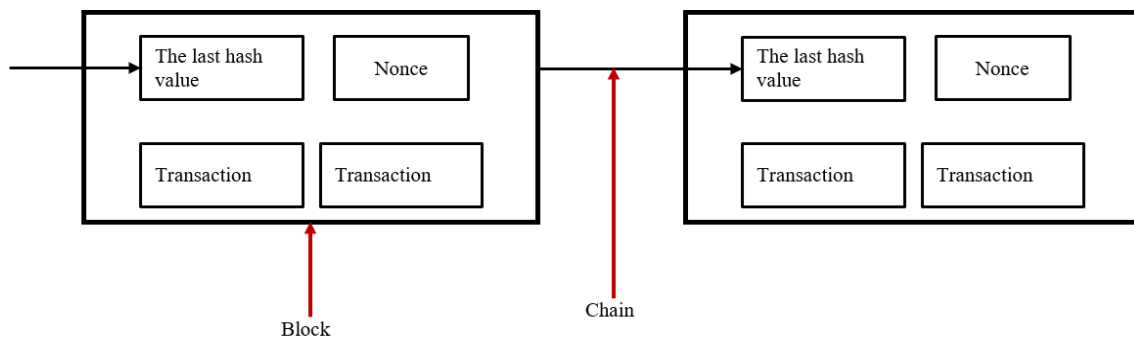 The last hash
value
Nonce
Transaction
Transaction
The last hash
value
Nonce
Transaction
Transaction
Block
Chain